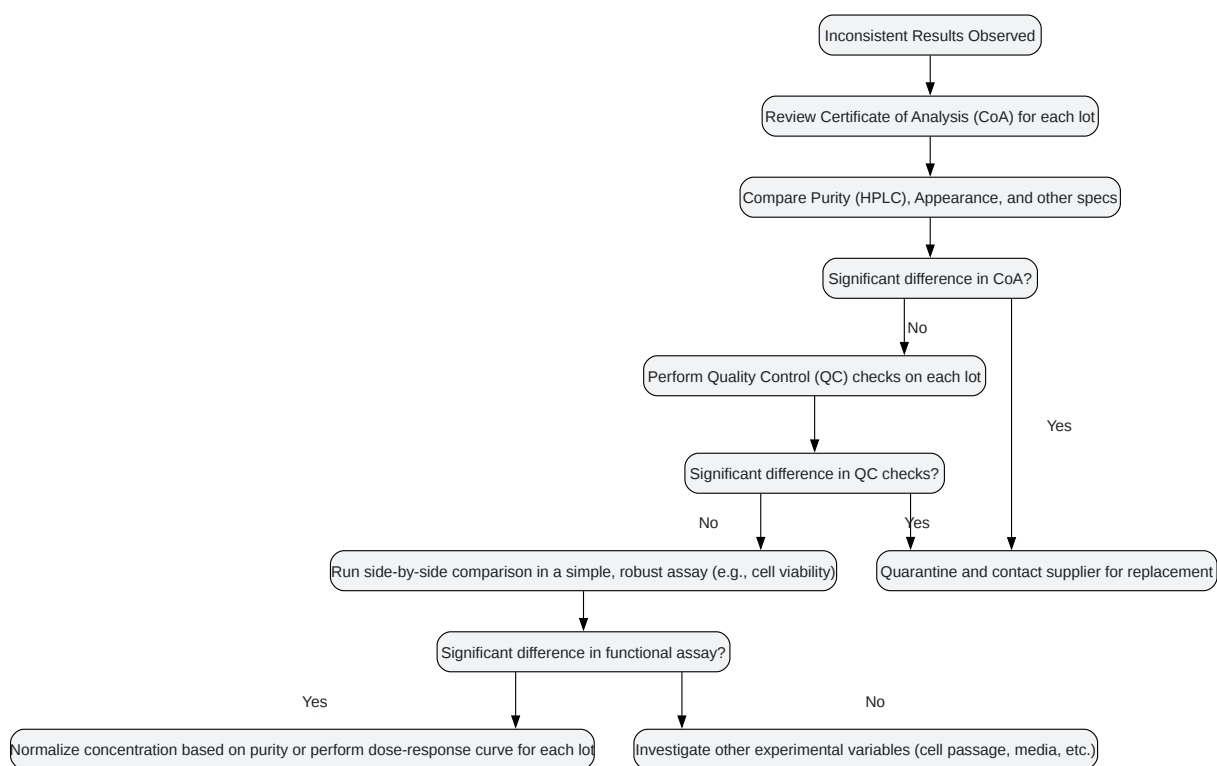 Inconsistent Results Observed
Review Certificate of Analysis (CoA) for each lot
Compare Purity (HPLC), Appearance, and other specs
Significant difference in CoA?
No
Perform Quality Control (QC) checks on each lot
Yes
Significant difference in QC checks?
No
Yes
Run side-by-side comparison in a simple, robust assay (e.g., cell viability)
Quarantine and contact supplier for replacement
Significant difference in functional assay?
Yes
No
Normalize concentration based on purity or perform dose-response curve for each lot
Investigate other experimental variables (cell passage, media, etc.)